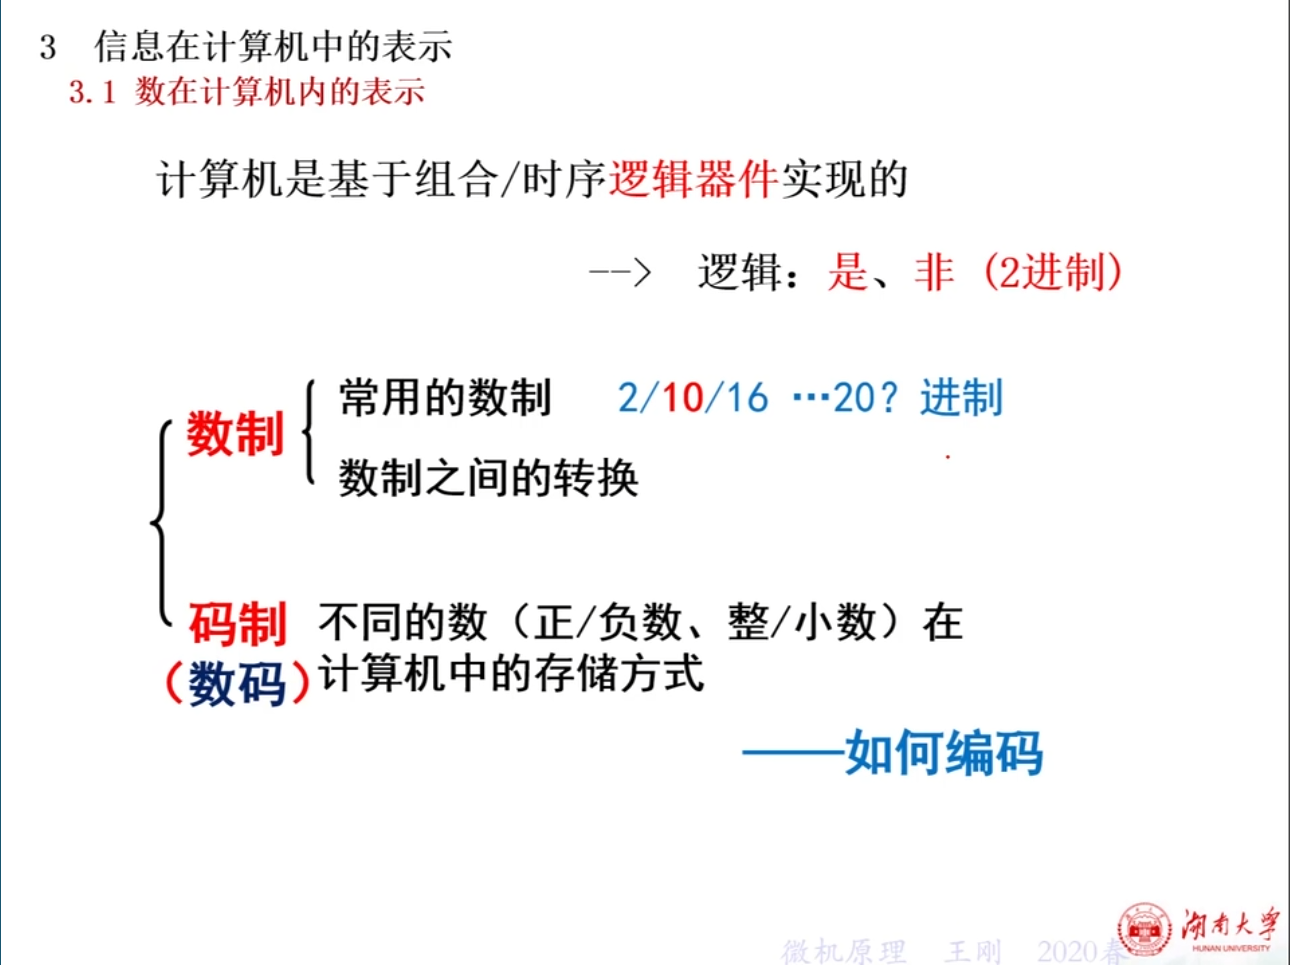 3 信息在计算机中的表示
3.1 数在计算机内的表示
计算机是基于组合/时序逻辑器件实现的
--> 逻辑：是、非 (2进制)
数制
常用的数制 2/10/16 …20? 进制
数制之间的转换
码制
（数码）
不同的数（正/负数、整/小数）在
计算机中的存储方式
——如何编码
微机原理 王刚 2020春
湖南大学
HUNAN UNIVERSITY